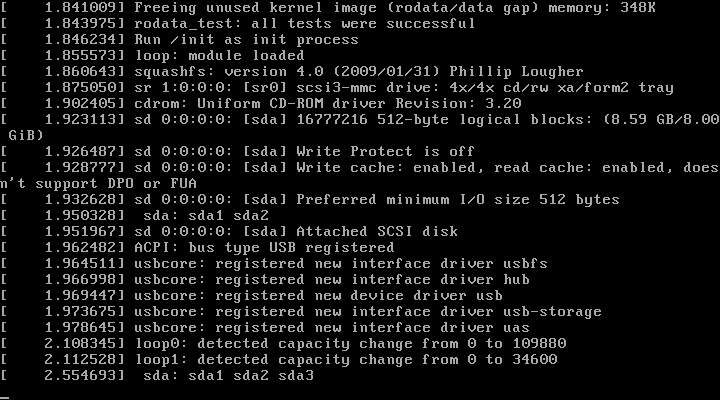 [    1.841009] Freeing unused kernel image (rodata/data gap) memory: 348K
[    1.843975] rodata_test: all tests were successful
[    1.846234] Run /init as init process
[    1.855573] loop: module loaded
[    1.860643] squashfs: version 4.0 (2009/01/31) Phillip Lougher
[    1.875050] sr 1:0:0:0: [sr0] scsi3-mmc drive: 4x/4x cd/rw xa/form2 tray
[    1.902405] cdrom: Uniform CD-ROM driver Revision: 3.20
[    1.923113] sd 0:0:0:0: [sda] 16777216 512-byte logical blocks: (8.59 GB/8.00
 GiB)
[    1.926487] sd 0:0:0:0: [sda] Write Protect is off
[    1.928777] sd 0:0:0:0: [sda] Write cache: enabled, read cache: enabled, does
n't support DPO or FUA
[    1.932628] sd 0:0:0:0: [sda] Preferred minimum I/O size 512 bytes
[    1.950328]  sda: sda1 sda2
[    1.951967] sd 0:0:0:0: [sda] Attached SCSI disk
[    1.962482] ACPI: bus type USB registered
[    1.964511] usbcore: registered new interface driver usbfs
[    1.966998] usbcore: registered new interface driver hub
[    1.969447] usbcore: registered new device driver usb
[    1.973675] usbcore: registered new interface driver usb-storage
[    1.978645] usbcore: registered new interface driver uas
[    2.108345] loop0: detected capacity change from 0 to 109880
[    2.112528] loop1: detected capacity change from 0 to 34600
[    2.554693]  sda: sda1 sda2 sda3